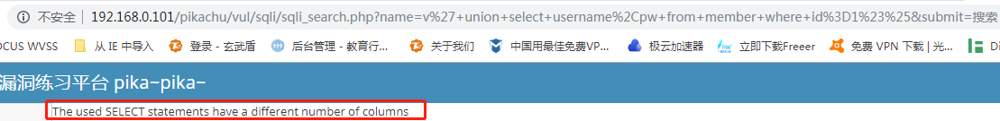 不安全 192.168.0.101/pikachu/vul/sqli/sqli_search.php?name=v%27+union+select+username%2Cpw+from+member+where+id%3D1%23%25&submit=搜索
OCUS WVSS 从 IE 中导入 登录 - 玄武盾 后台管理 - 教育行... 关于我们 中国用最佳免费VP... 极云加速器 立即下载Freeer 免费 VPN 下载 | 光...
漏洞练习平台 pika~pika~
The used SELECT statements have a different number of columns